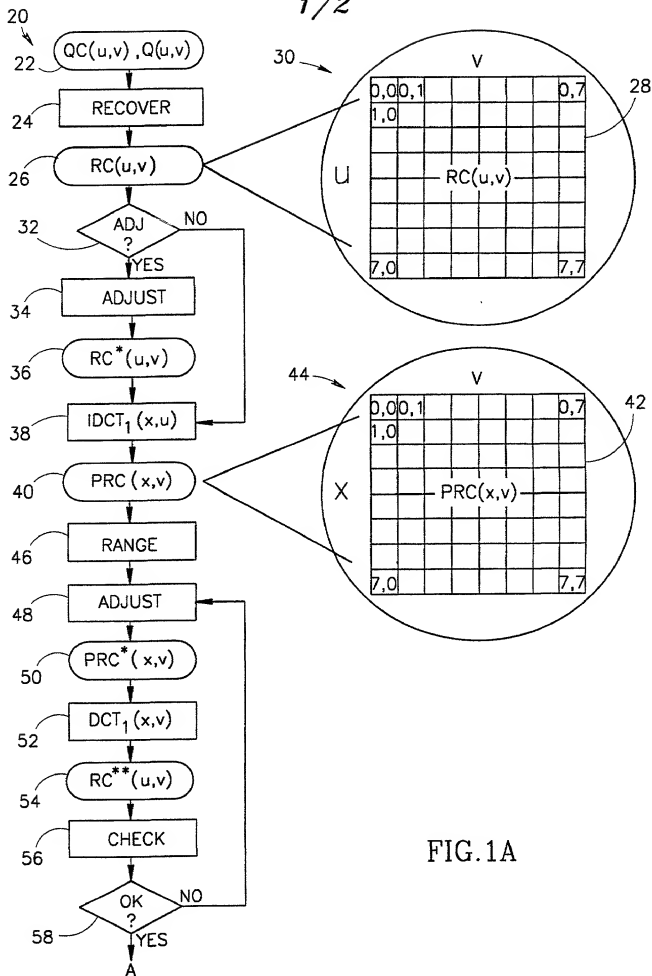 1/2
20
22
QC(u,v) ,Q(u,v)
24
RECOVER
26
RC(u,v)
32
ADJ
?
NO
YES
34
ADJUST
36
RC*(u,v)
38
IDCT₁(x,u)
40
PRC(x,v)
46
RANGE
48
ADJUST
50
PRC*(x,v)
52
DCT₁(x,v)
54
RC**(u,v)
56
CHECK
58
OK
?
NO
YES
A
30
v
28
0,0 0,1 0,7
1,0
u
RC(u,v)
7,0 7,7
44
v
42
0,0 0,1 0,7
1,0
x
PRC(x,v)
7,0 7,7
FIG.1A